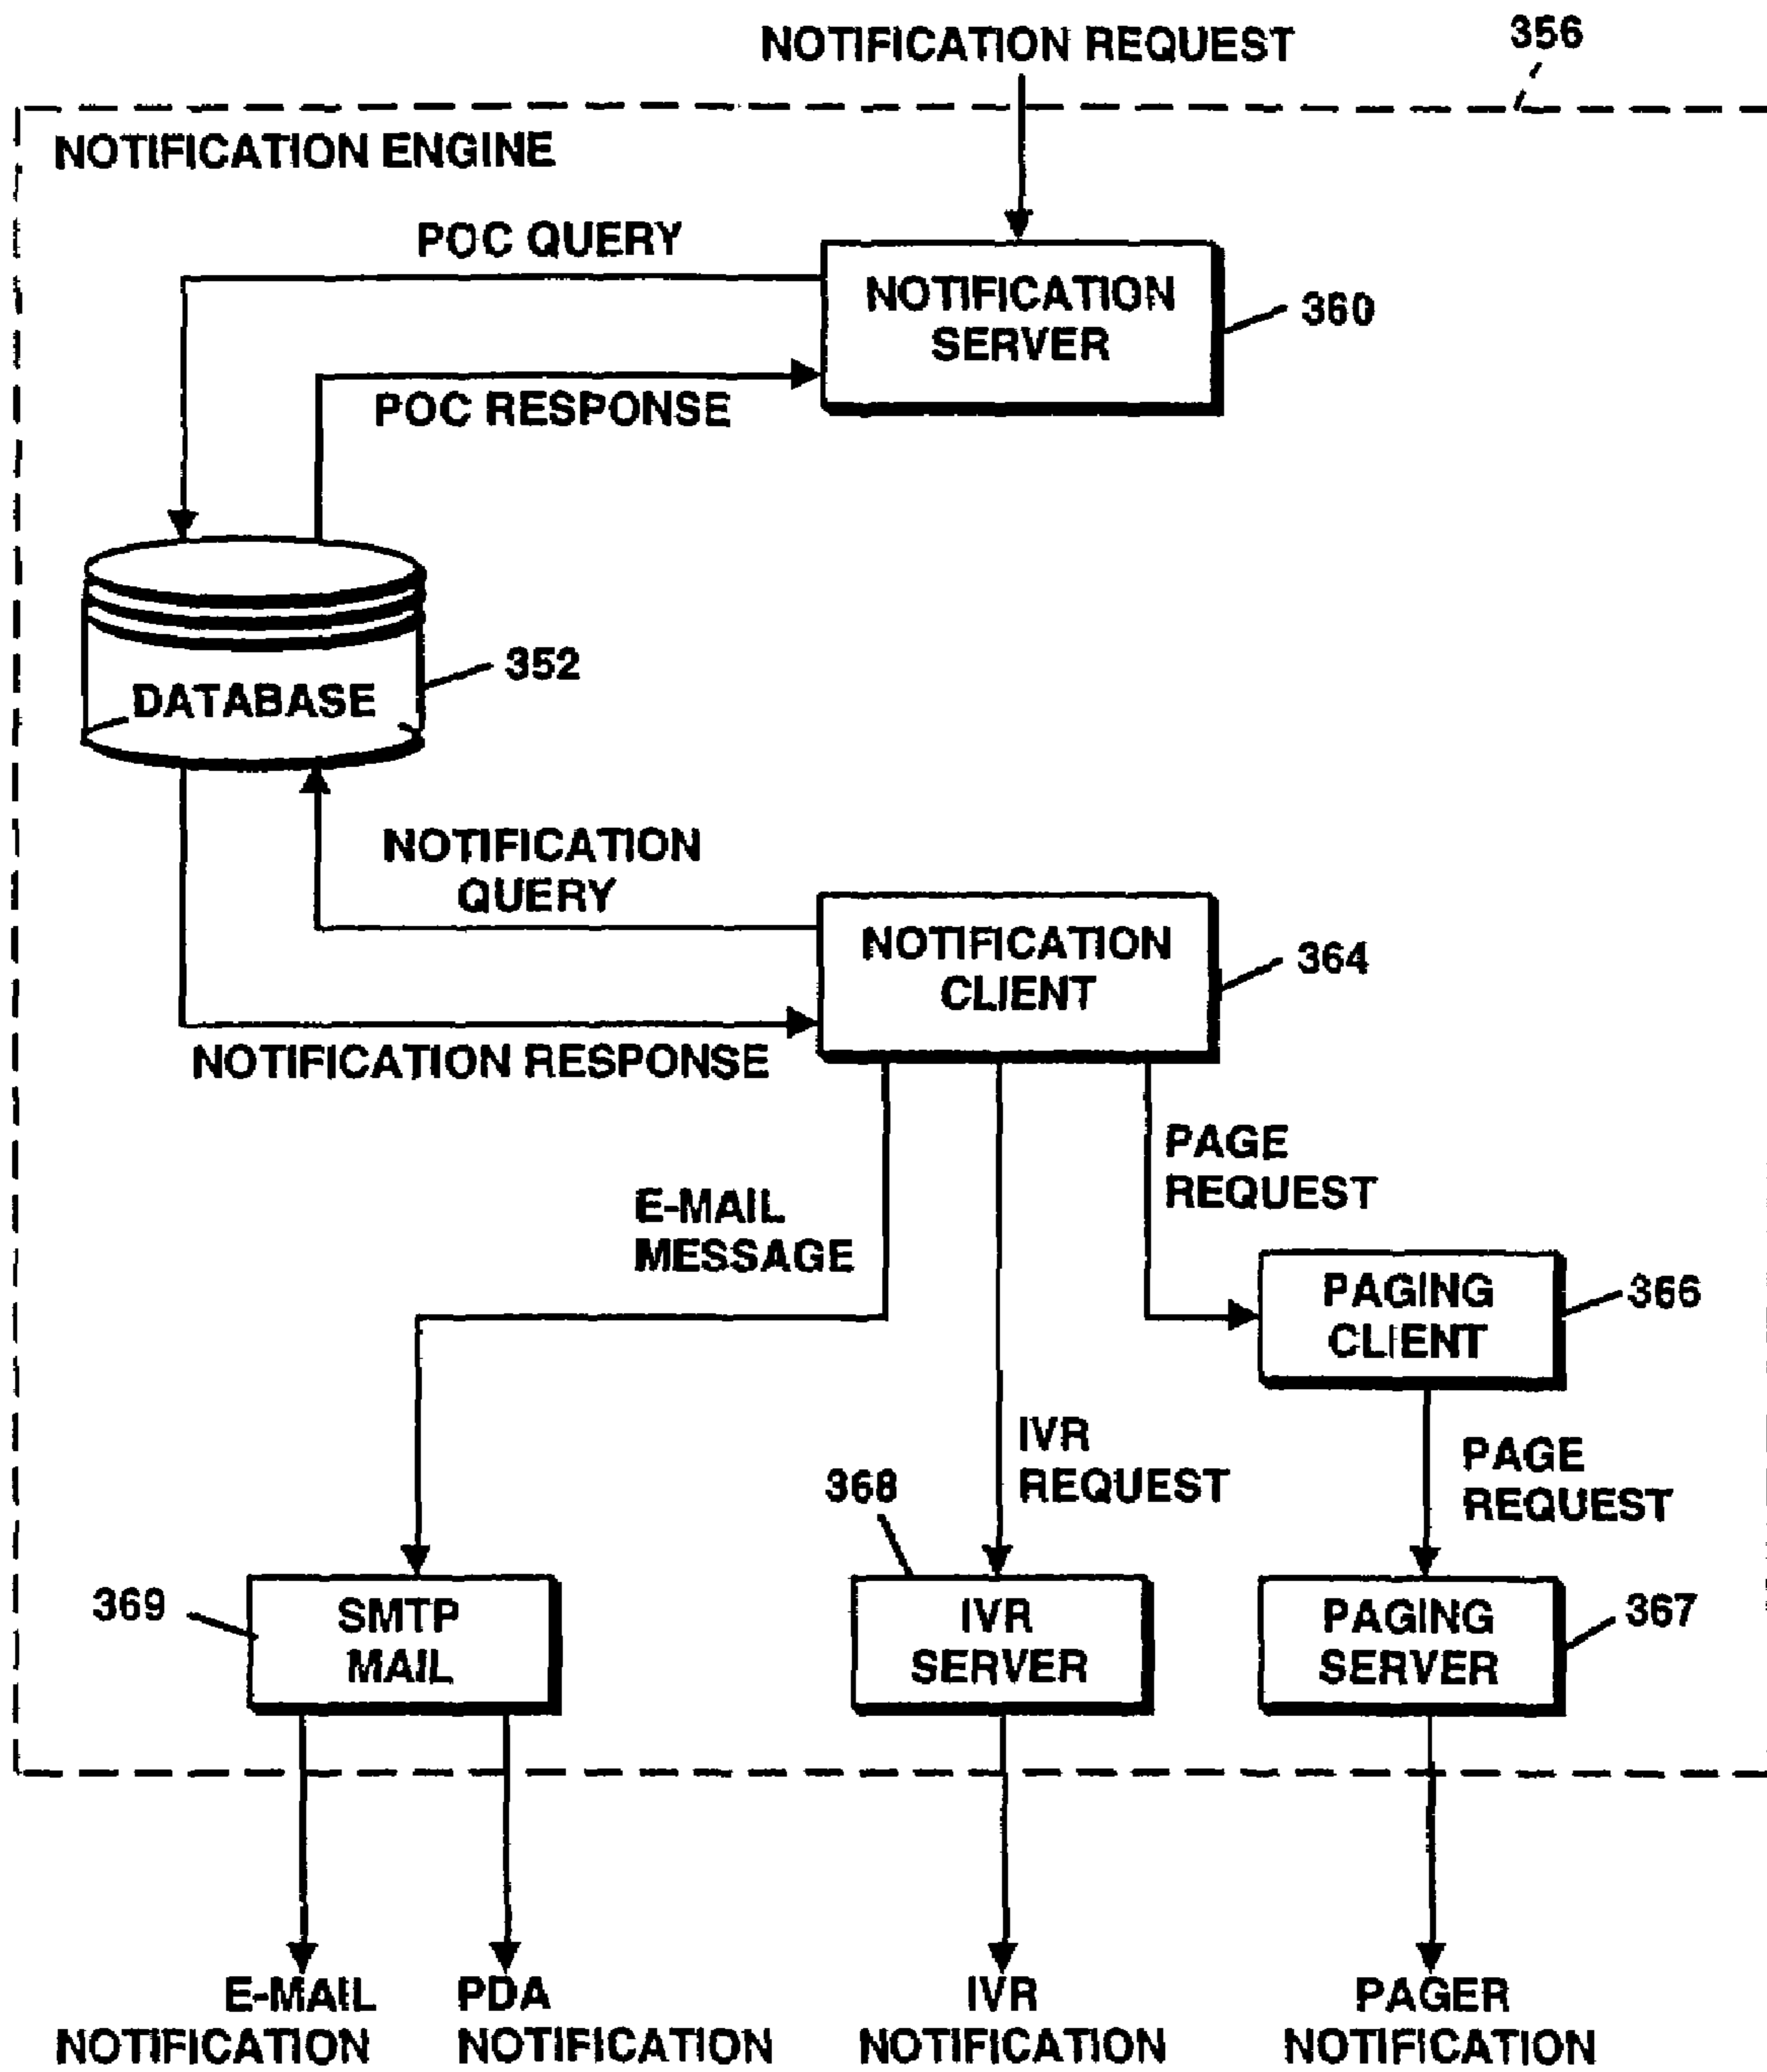 NOTIFICATION REQUEST
356
NOTIFICATION ENGINE
POC QUERY
NOTIFICATION
SERVER
360
POC RESPONSE
352
DATABASE
NOTIFICATION
QUERY
NOTIFICATION
CLIENT
364
NOTIFICATION RESPONSE
PAGE
REQUEST
E-MAIL
MESSAGE
PAGING
CLIENT
366
IVR
REQUEST
PAGE
REQUEST
368
369
SMTP
MAIL
IVR
SERVER
PAGING
SERVER
367
E-MAIL
NOTIFICATION
PDA
NOTIFICATION
IVR
NOTIFICATION
PAGER
NOTIFICATION